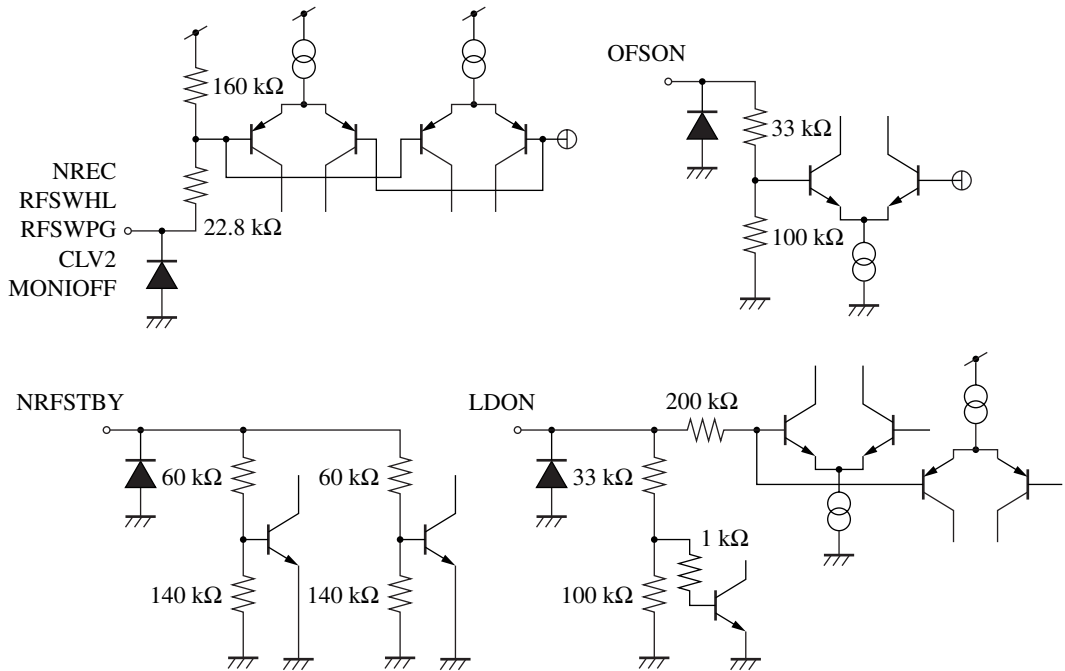 160 kΩ
NREC
RFSWHL
RFSWPG
CLV2
MONIOFF
22.8 kΩ
OFSON
33 kΩ
100 kΩ
NRFSTBY
60 kΩ
60 kΩ
140 kΩ
140 kΩ
LDON
200 kΩ
33 kΩ
1 kΩ
100 kΩ